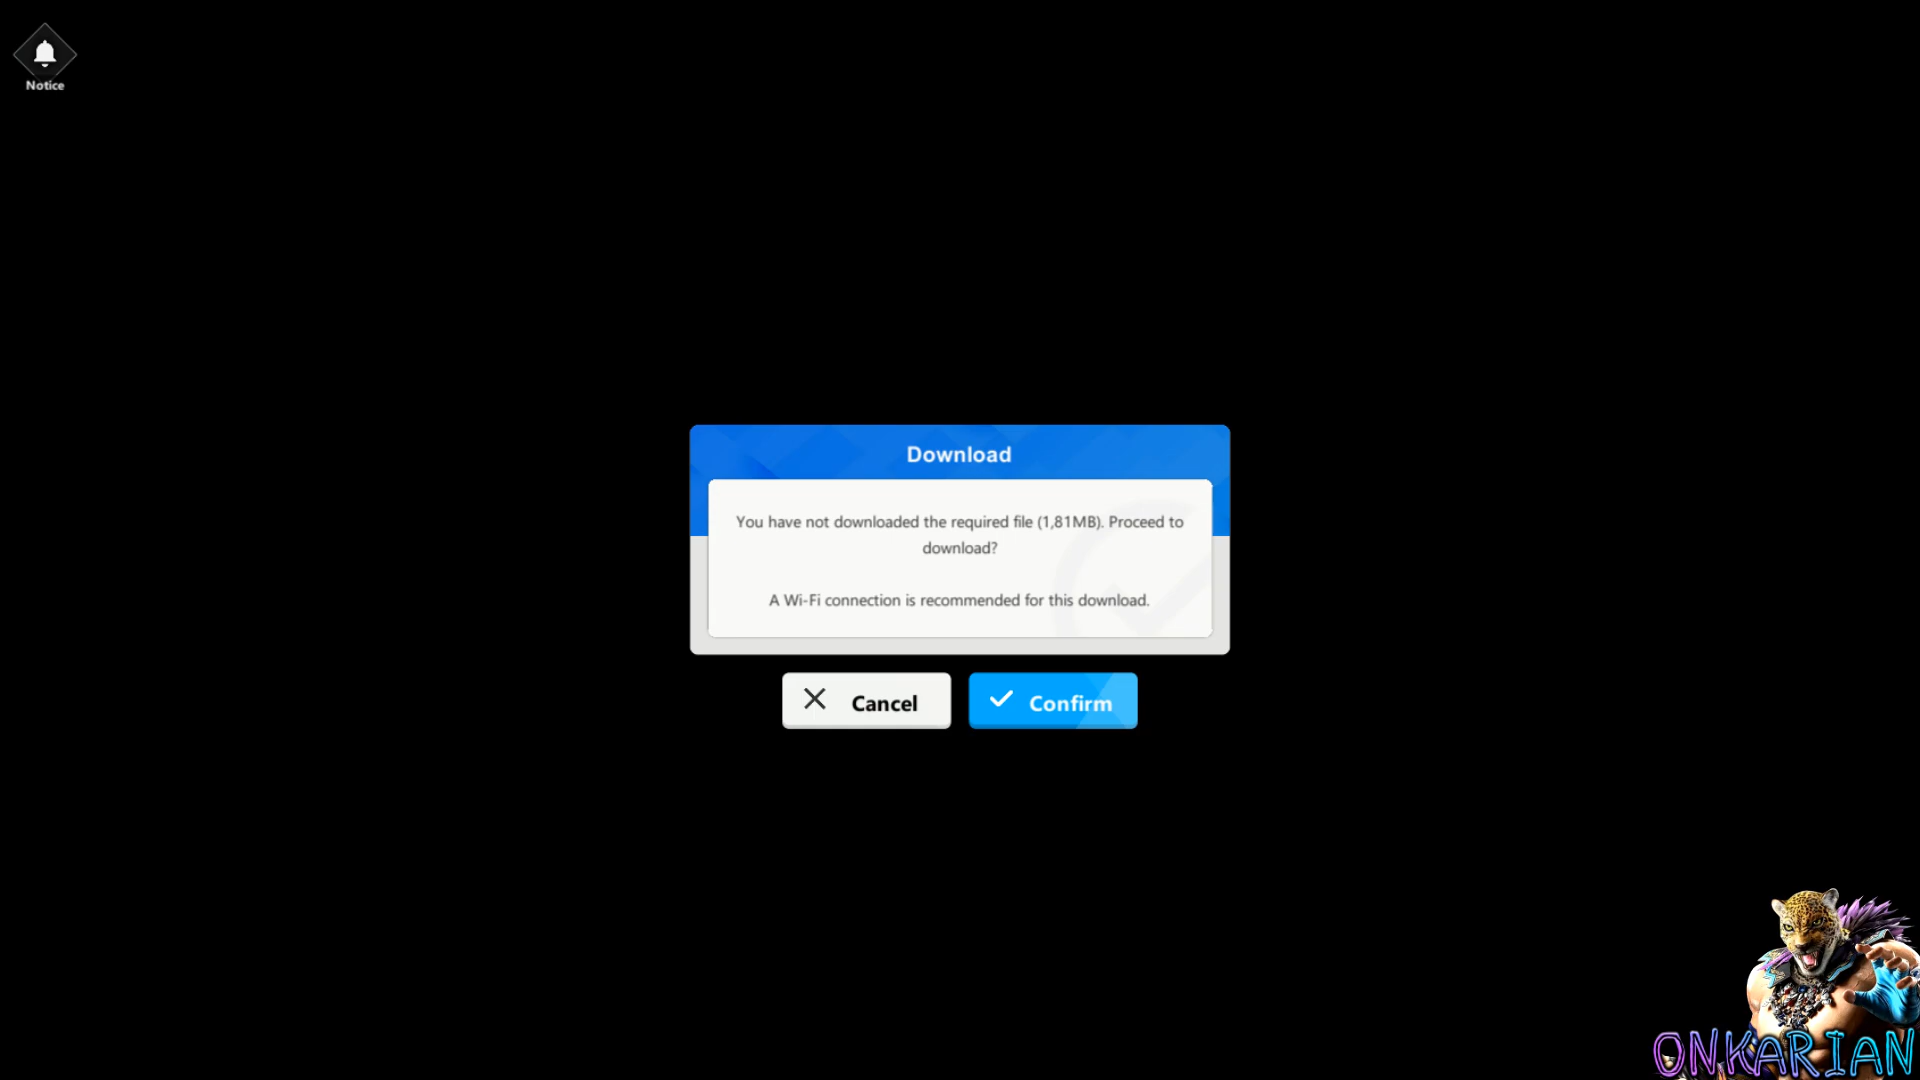 Notice
Download
You have not downloaded the required file (1,81MB). Proceed to
download?
A Wi-Fi connection is recommended for this download.
Cancel
Confirm
ONKARIAN